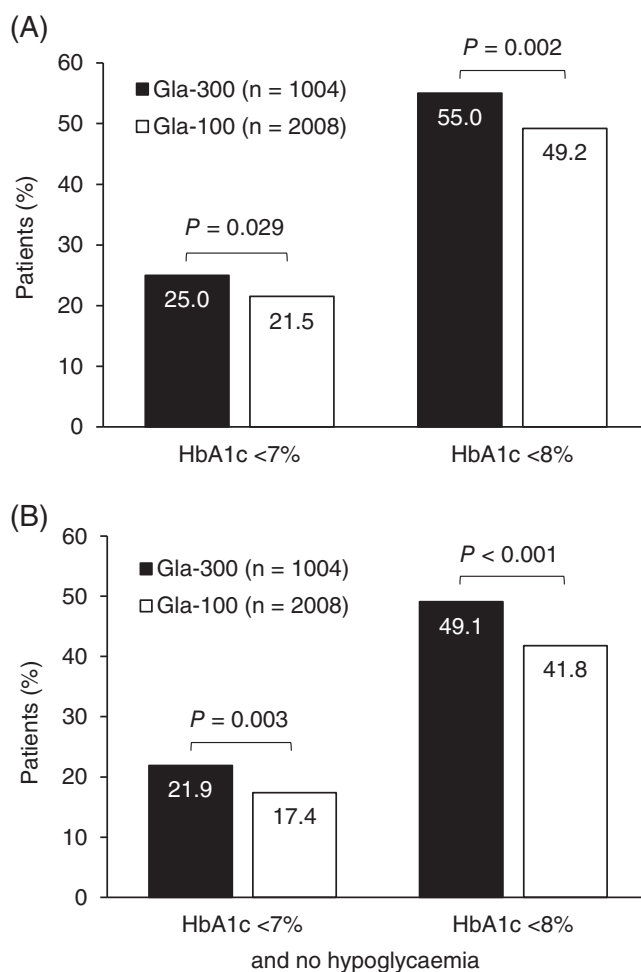 (A)
P = 0.002
60
Gla-300 (n = 1004)
Gla-100 (n = 2008)
50
55.0
49.2
40
Patients (%)
P = 0.029
30
25.0
21.5
20
10
0
HbA1c <7%
HbA1c <8%
(B)
60
P < 0.001
Gla-300 (n = 1004)
Gla-100 (n = 2008)
50
49.1
41.8
40
Patients (%)
30
P = 0.003
21.9
17.4
20
10
0
HbA1c <7%
HbA1c <8%
and no hypoglycaemia